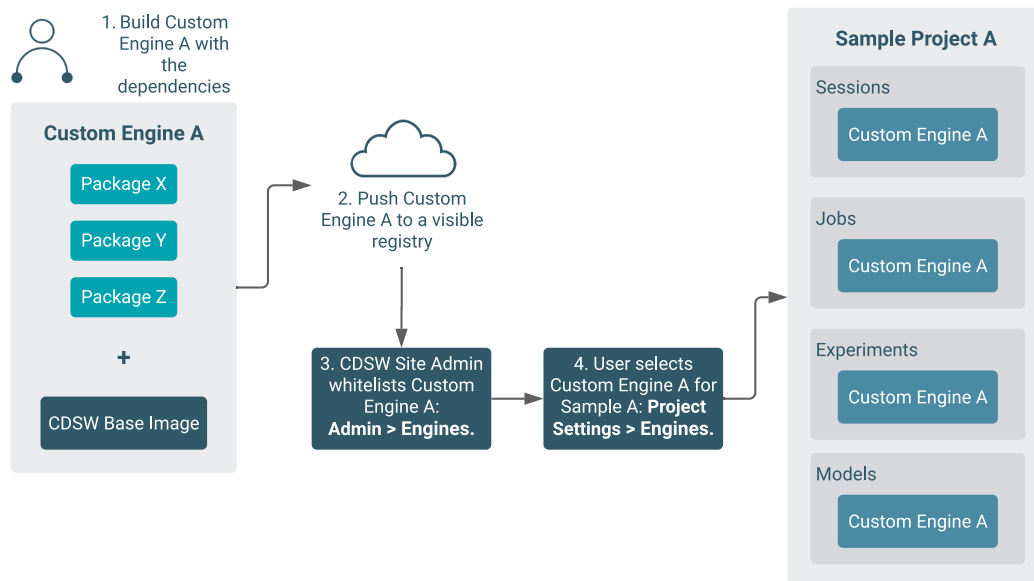 1. Build Custom
Engine A with
the
dependencies
Custom Engine A
Package X
Package Y
Package Z
+
CDSW Base Image
2. Push Custom
Engine A to a visible
registry
3. CDSW Site Admin
whitelists Custom
Engine A:
Admin > Engines.
4. User selects
Custom Engine A for
Sample A: Project
Settings > Engines.
Sample Project A
Sessions
Custom Engine A
Jobs
Custom Engine A
Experiments
Custom Engine A
Models
Custom Engine A